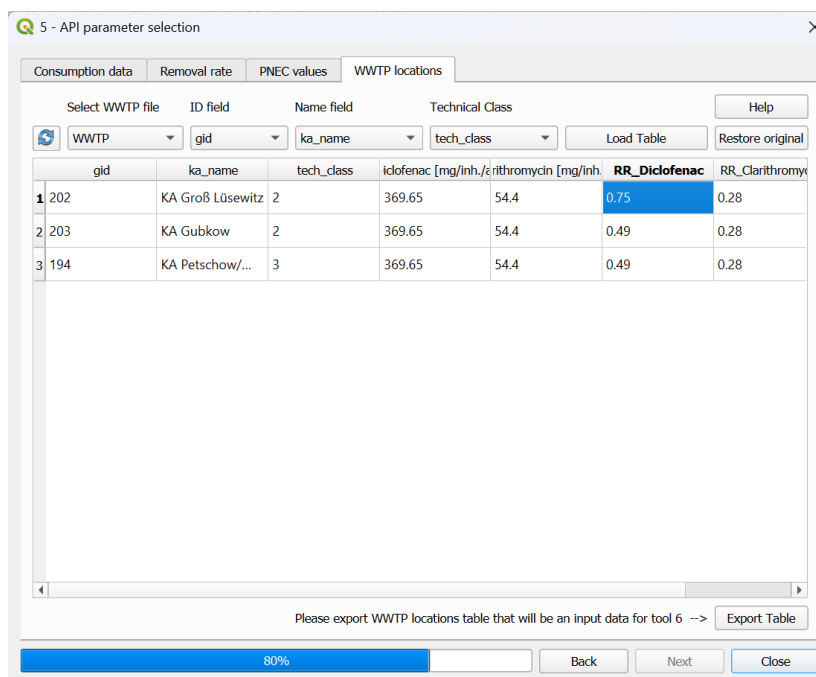 5 - API parameter selection
Consumption data Removal rate PNEC values WWTP locations
Select WWTP file ID field Name field Technical Class Help
WWTP gid ka_name tech_class Load Table Restore original
gid ka_name tech_class iclofenac [mg/inh./a rithromycin [mg/inh. RR_Diclofenac RR_Clarithromyc
1 202 KA Groß Lüsewitz 2 369.65 54.4 0.75 0.28
2 203 KA Gubkow 2 369.65 54.4 0.49 0.28
3 194 KA Petschow/... 3 369.65 54.4 0.49 0.28
Please export WWTP locations table that will be an input data for tool 6 --> Export Table
80% Back Next Close